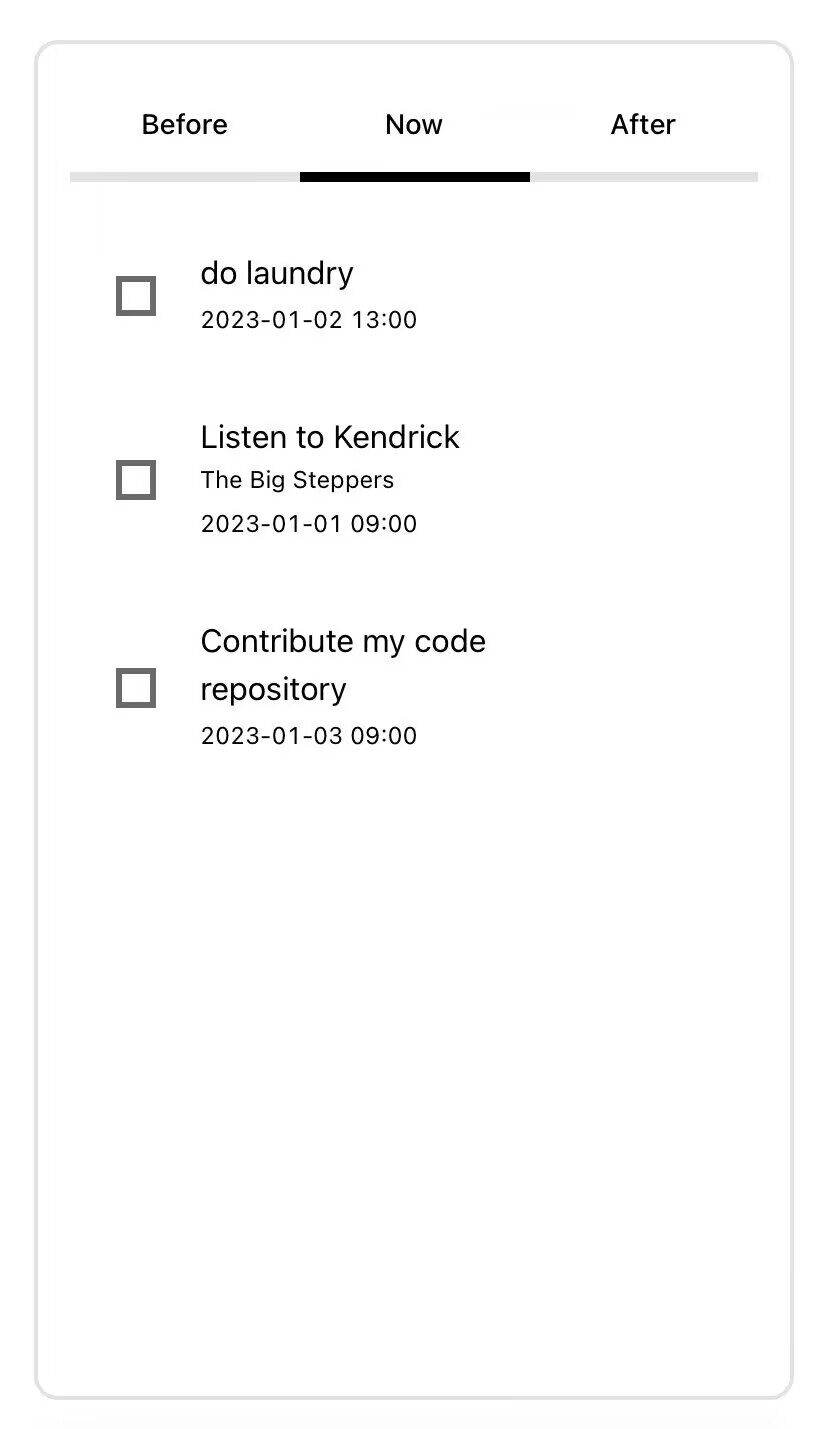 Before Now After
do laundry
2023-01-02 13:00
Listen to Kendrick
The Big Steppers
2023-01-01 09:00
Contribute my code
repository
2023-01-03 09:00